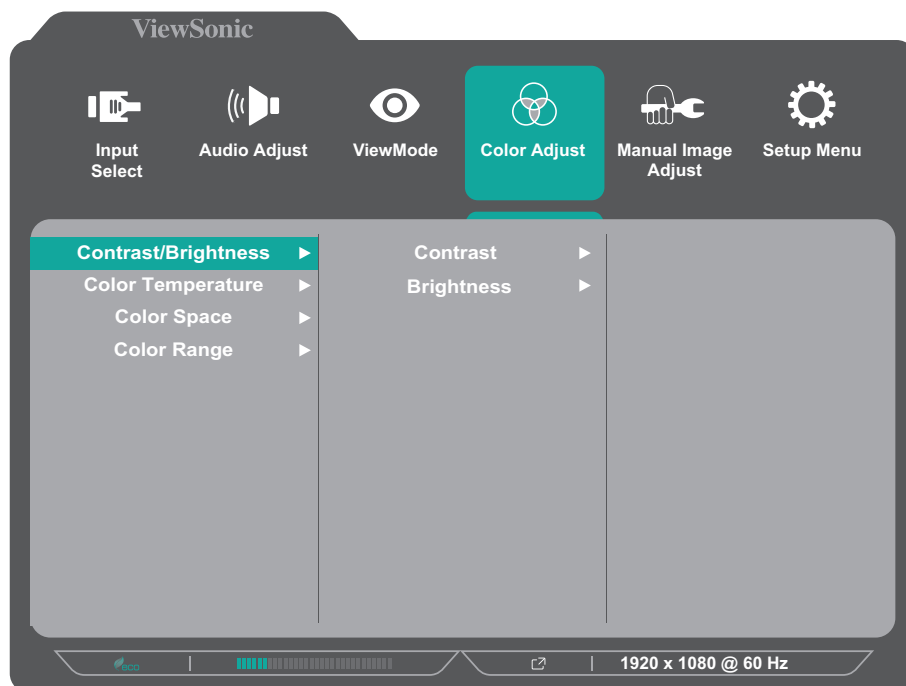 ViewSonic
Input
Select
Audio Adjust
ViewMode
Color Adjust
Manual Image
Adjust
Setup Menu
Contrast/Brightness
Contrast
Color Temperature
Brightness
Color Space
Color Range
eco
1920 x 1080 @ 60 Hz